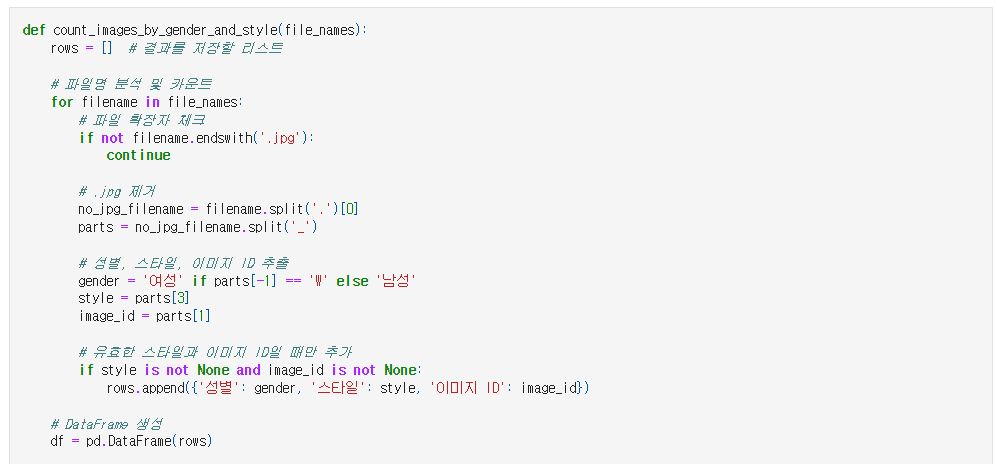 def count_images_by_gender_and_style(file_names):
    rows = []  # 결과를 저장할 리스트
    # 파일명 분석 및 카운트
    for filename in file_names:
        # 파일 확장자 체크
        if not filename.endswith('.jpg'):
            continue
        # .jpg 제거
        no_jpg_filename = filename.split('.')[0]
        parts = no_jpg_filename.split('_')
        # 성별, 스타일, 이미지 ID 추출
        gender = '여성' if parts[-1] == 'W' else '남성'
        style = parts[3]
        image_id = parts[1]
        # 유효한 스타일과 이미지 ID일 때만 추가
        if style is not None and image_id is not None:
            rows.append({'성별': gender, '스타일': style, '이미지 ID': image_id})
    # DataFrame 생성
    df = pd.DataFrame(rows)